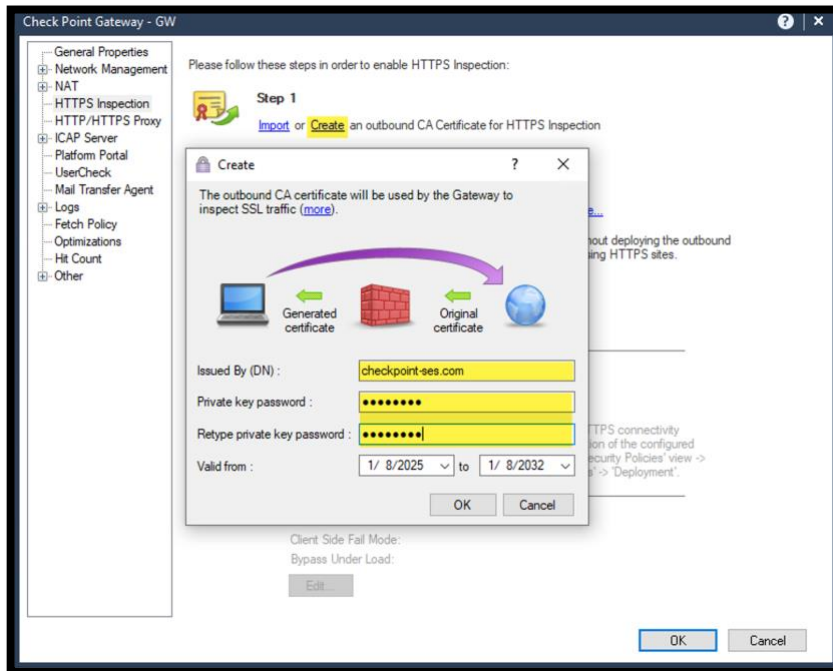 Check Point Gateway - GW
General Properties
Network Management
NAT
HTTPS Inspection
HTTP/HTTPS Proxy
ICAP Server
Platform Portal
UserCheck
Mail Transfer Agent
Logs
Fetch Policy
Optimizations
Hit Count
Other
Please follow these steps in order to enable HTTPS Inspection:
Step 1
Import or Create an outbound CA Certificate for HTTPS Inspection
Create
The outbound CA certificate will be used by the Gateway to
inspect SSL traffic (more).
Generated
certificate
Original
certificate
Issued By (DN) :
checkpoint-ses.com
Private key password :
••••••••
Retype private key password :
••••••••
Valid from :
1/ 8/2025 to 1/ 8/2032
OK Cancel
e...
out deploying the outbound
sing HTTPS sites.
TTPS connectivity
ion of the configured
ecurity Policies' view ->
s' -> 'Deployment'.
Client Side Fail Mode:
Bypass Under Load:
Edit...
OK Cancel